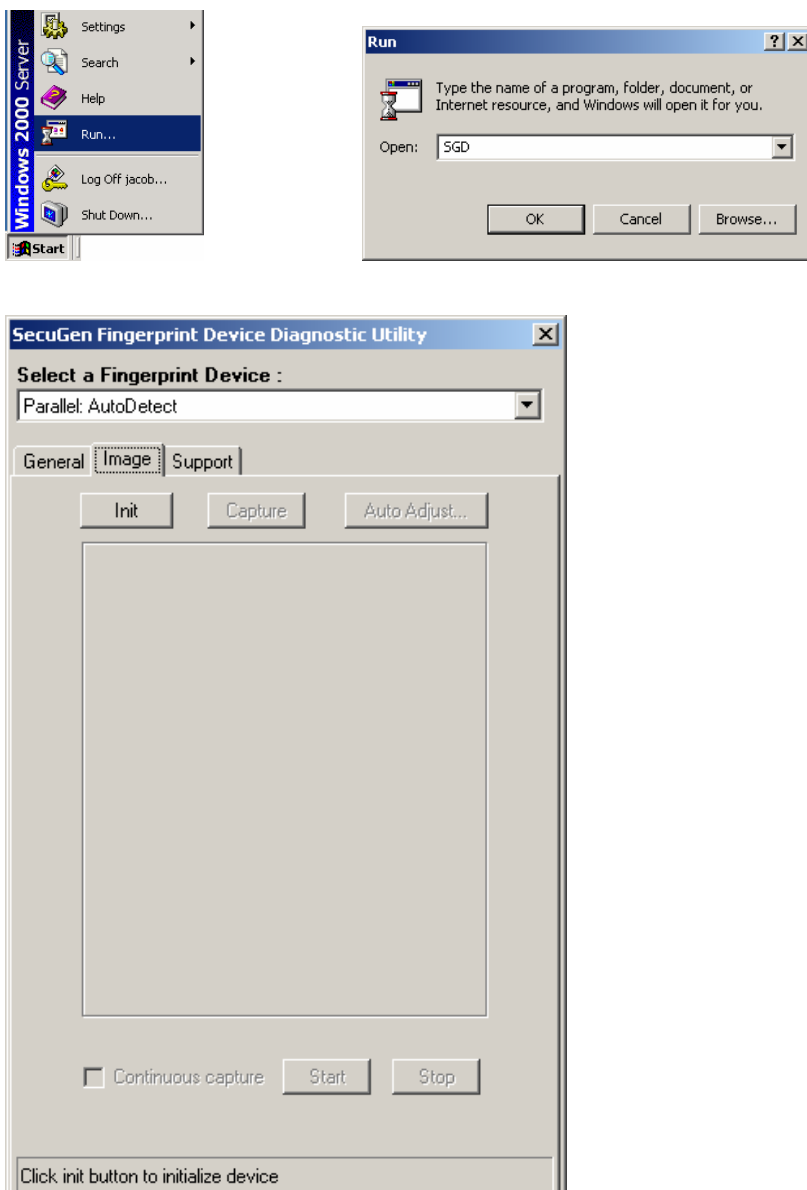 Windows 2000 Server
Settings
Search
Help
Run...
Log Off jacob...
Shut Down...
Start
Run
Type the name of a program, folder, document, or
Internet resource, and Windows will open it for you.
Open: SGD
OK Cancel Browse...
SecuGen Fingerprint Device Diagnostic Utility
Select a Fingerprint Device :
Parallel: AutoDetect
General Image Support
Init Capture Auto Adjust...
Continuous capture Start Stop
Click init button to initialize device